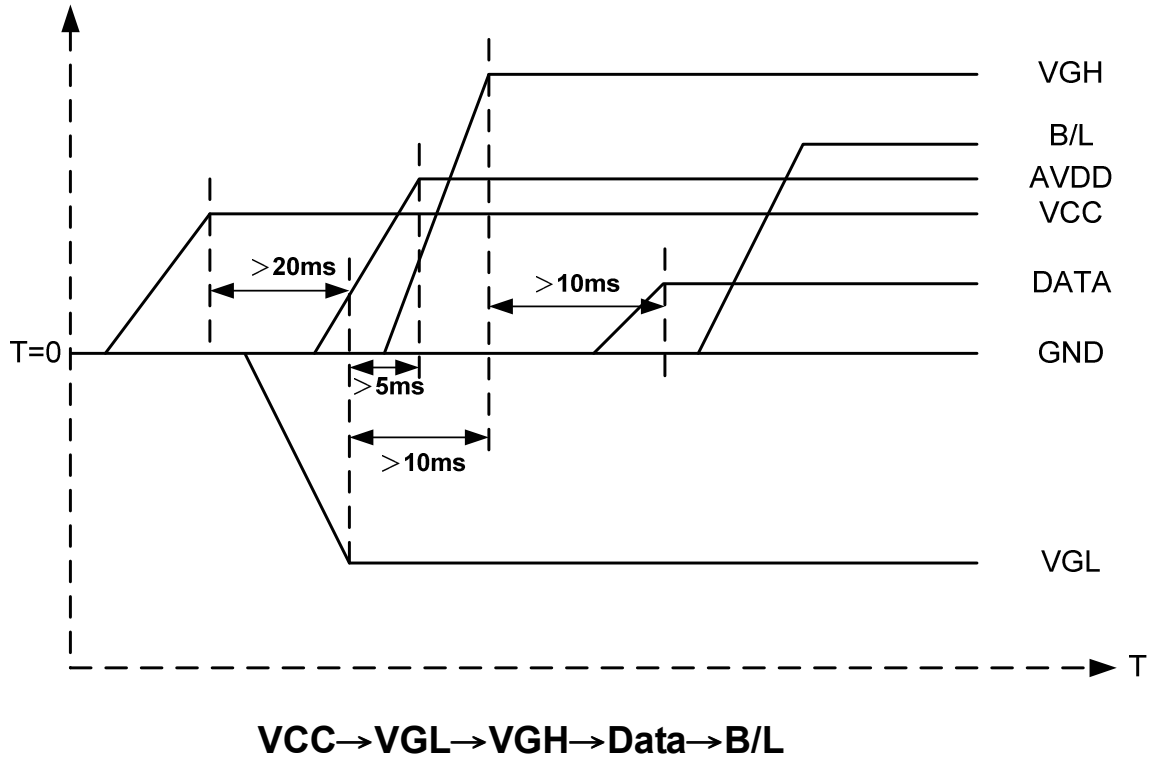 VGH
B/L
AVDD
VCC
>20ms
>10ms
DATA
T=0
GND
>5ms
>10ms
VGL
T
VCC→VGL→VGH→Data→B/L